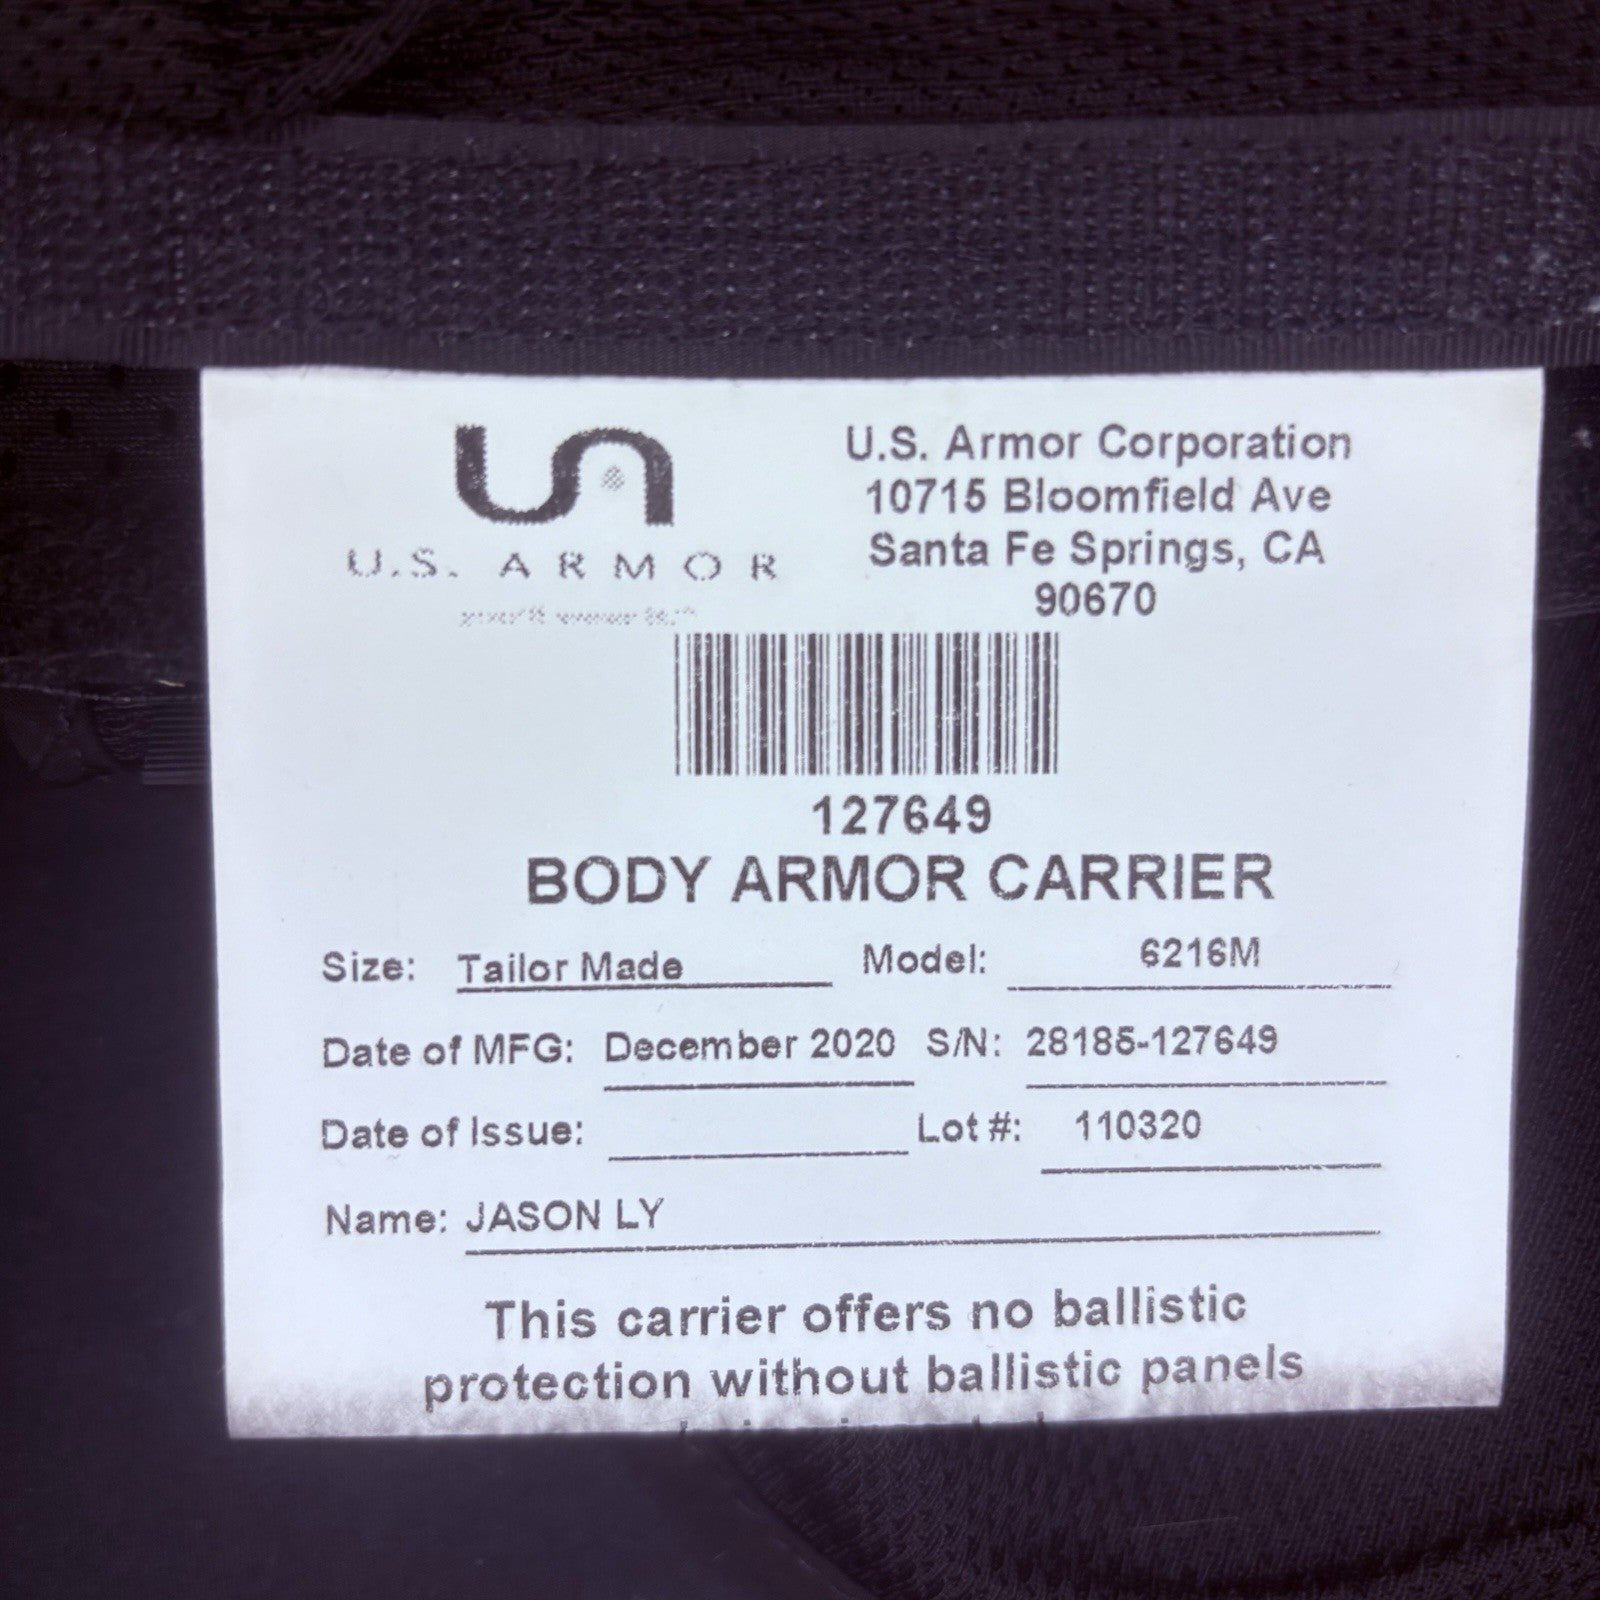 U.S. ARMOR
U.S. Armor Corporation
10715 Bloomfield Ave
Santa Fe Springs, CA
90670
127649
BODY ARMOR CARRIER
Size: Tailor Made Model: 6216M
Date of MFG: December 2020 S/N: 28185-127649
Date of Issue: Lot #: 110320
Name: JASON LY
This carrier offers no ballistic
protection without ballistic panels